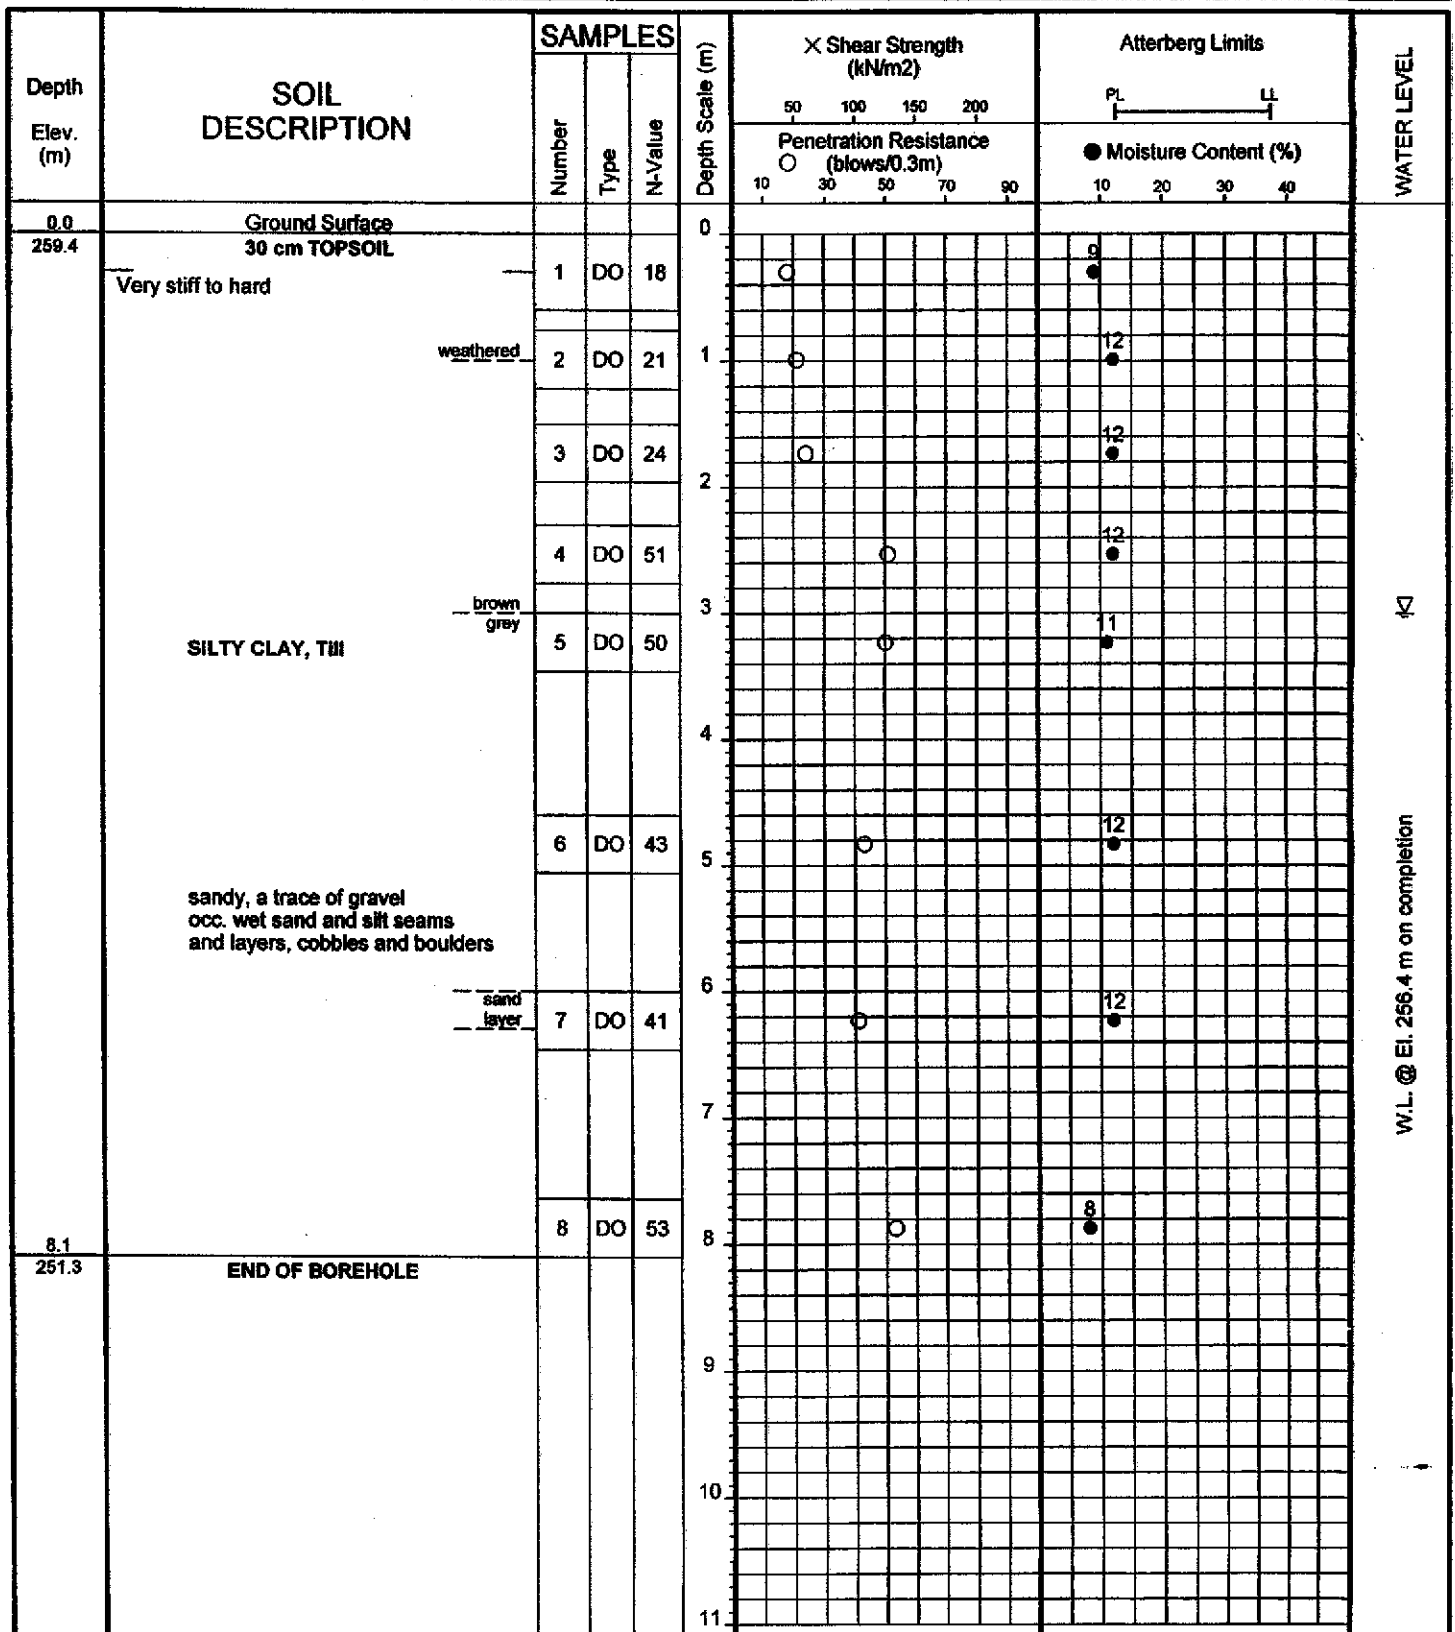 Depth
Elev.
(m)
SOIL
DESCRIPTION
SAMPLES
Number
Type
N-Value
Depth Scale (m)
× Shear Strength
(kN/m2)
50 100 150 200
Penetration Resistance
O (blows/0.3m)
10 30 50 70 90
Atterberg Limits
PL LL
● Moisture Content (%)
10 20 30 40
WATER LEVEL
0.0 Ground Surface 0
259.4 30 cm TOPSOIL
Very stiff to hard
1 DO 18 9
weathered
2 DO 21 1 12
3 DO 24 12
2
4 DO 51 12
brown 3
grey
SILTY CLAY, Till
5 DO 50 11
4
6 DO 43 12
5
sandy, a trace of gravel
occ. wet sand and silt seams
and layers, cobbles and boulders
6
sand
layer
7 DO 41 12
7
8 DO 53 8
8
8.1
251.3 END OF BOREHOLE
9
10
11
W.L. @ El. 256.4 m on completion